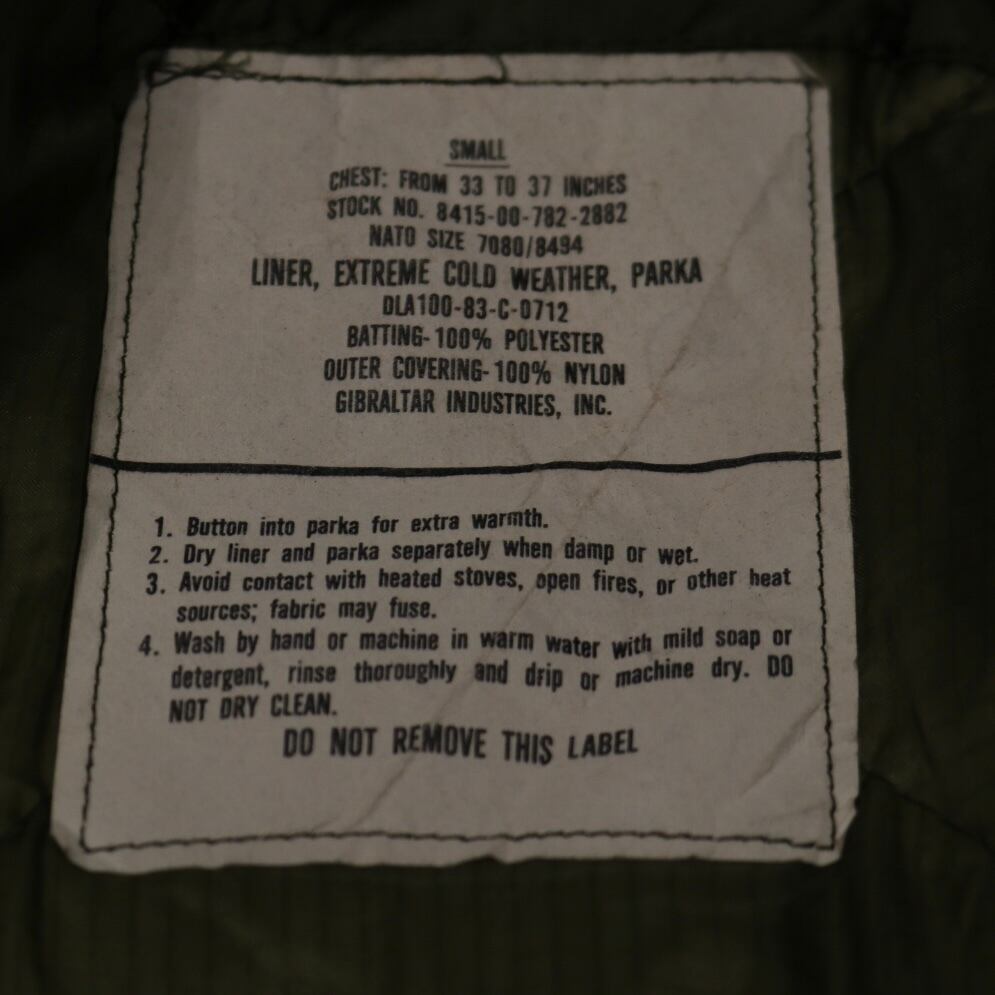 SMALL
CHEST: FROM 33 TO 37 INCHES
STOCK NO. 8415-00-782-2882
NATO SIZE 7080/8494
LINER, EXTREME COLD WEATHER, PARKA
DLA100-83-C-0712
BATTING-100% POLYESTER
OUTER COVERING-100% NYLON
GIBRALTAR INDUSTRIES, INC.
1. Button into parka for extra warmth.
2. Dry liner and parka separately when damp or wet.
3. Avoid contact with heated stoves, open fires, or other heat
sources; fabric may fuse.
4. Wash by hand or machine in warm water with mild soap or
detergent, rinse thoroughly and drip or machine dry. DO
NOT DRY CLEAN.
DO NOT REMOVE THIS LABEL